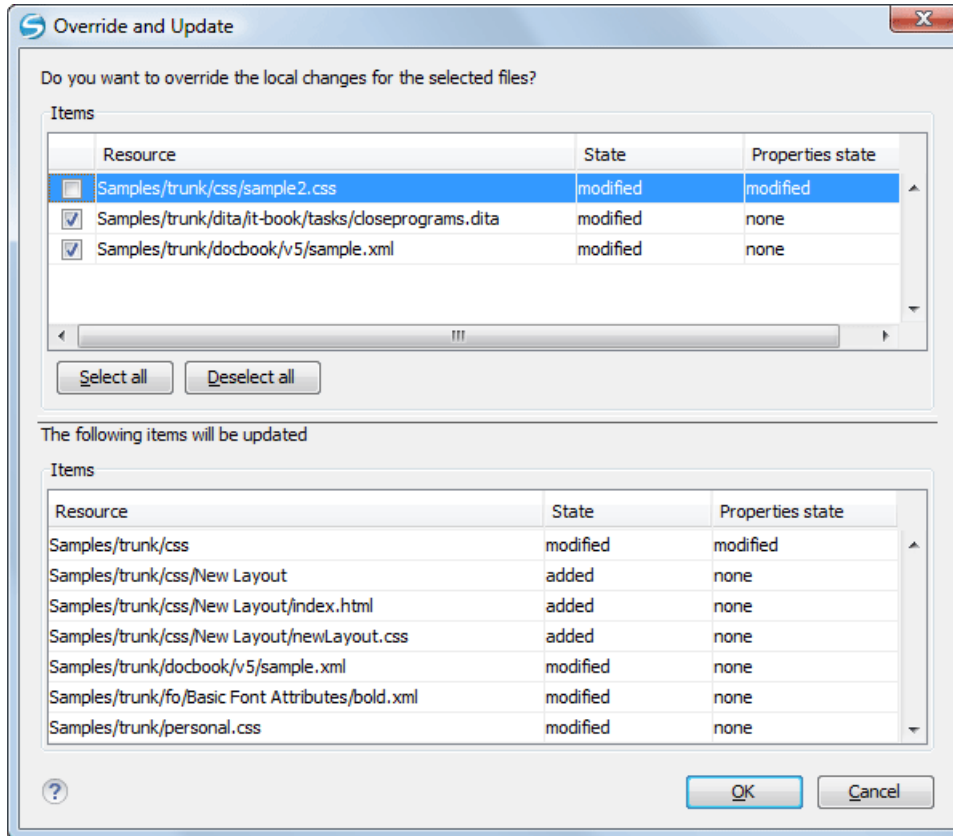 Override and Update
Do you want to override the local changes for the selected files?
Items
Resource State Properties state
Samples/trunk/css/sample2.css modified modified
Samples/trunk/dita/it-book/tasks/closeprograms.dita modified none
Samples/trunk/docbook/v5/sample.xml modified none
Select all Deselect all
The following items will be updated
Items
Resource State Properties state
Samples/trunk/css modified modified
Samples/trunk/css/New Layout added none
Samples/trunk/css/New Layout/index.html added none
Samples/trunk/css/New Layout/newLayout.css added none
Samples/trunk/docbook/v5/sample.xml modified none
Samples/trunk/fo/Basic Font Attributes/bold.xml modified none
Samples/trunk/personal.css modified none
? OK Cancel